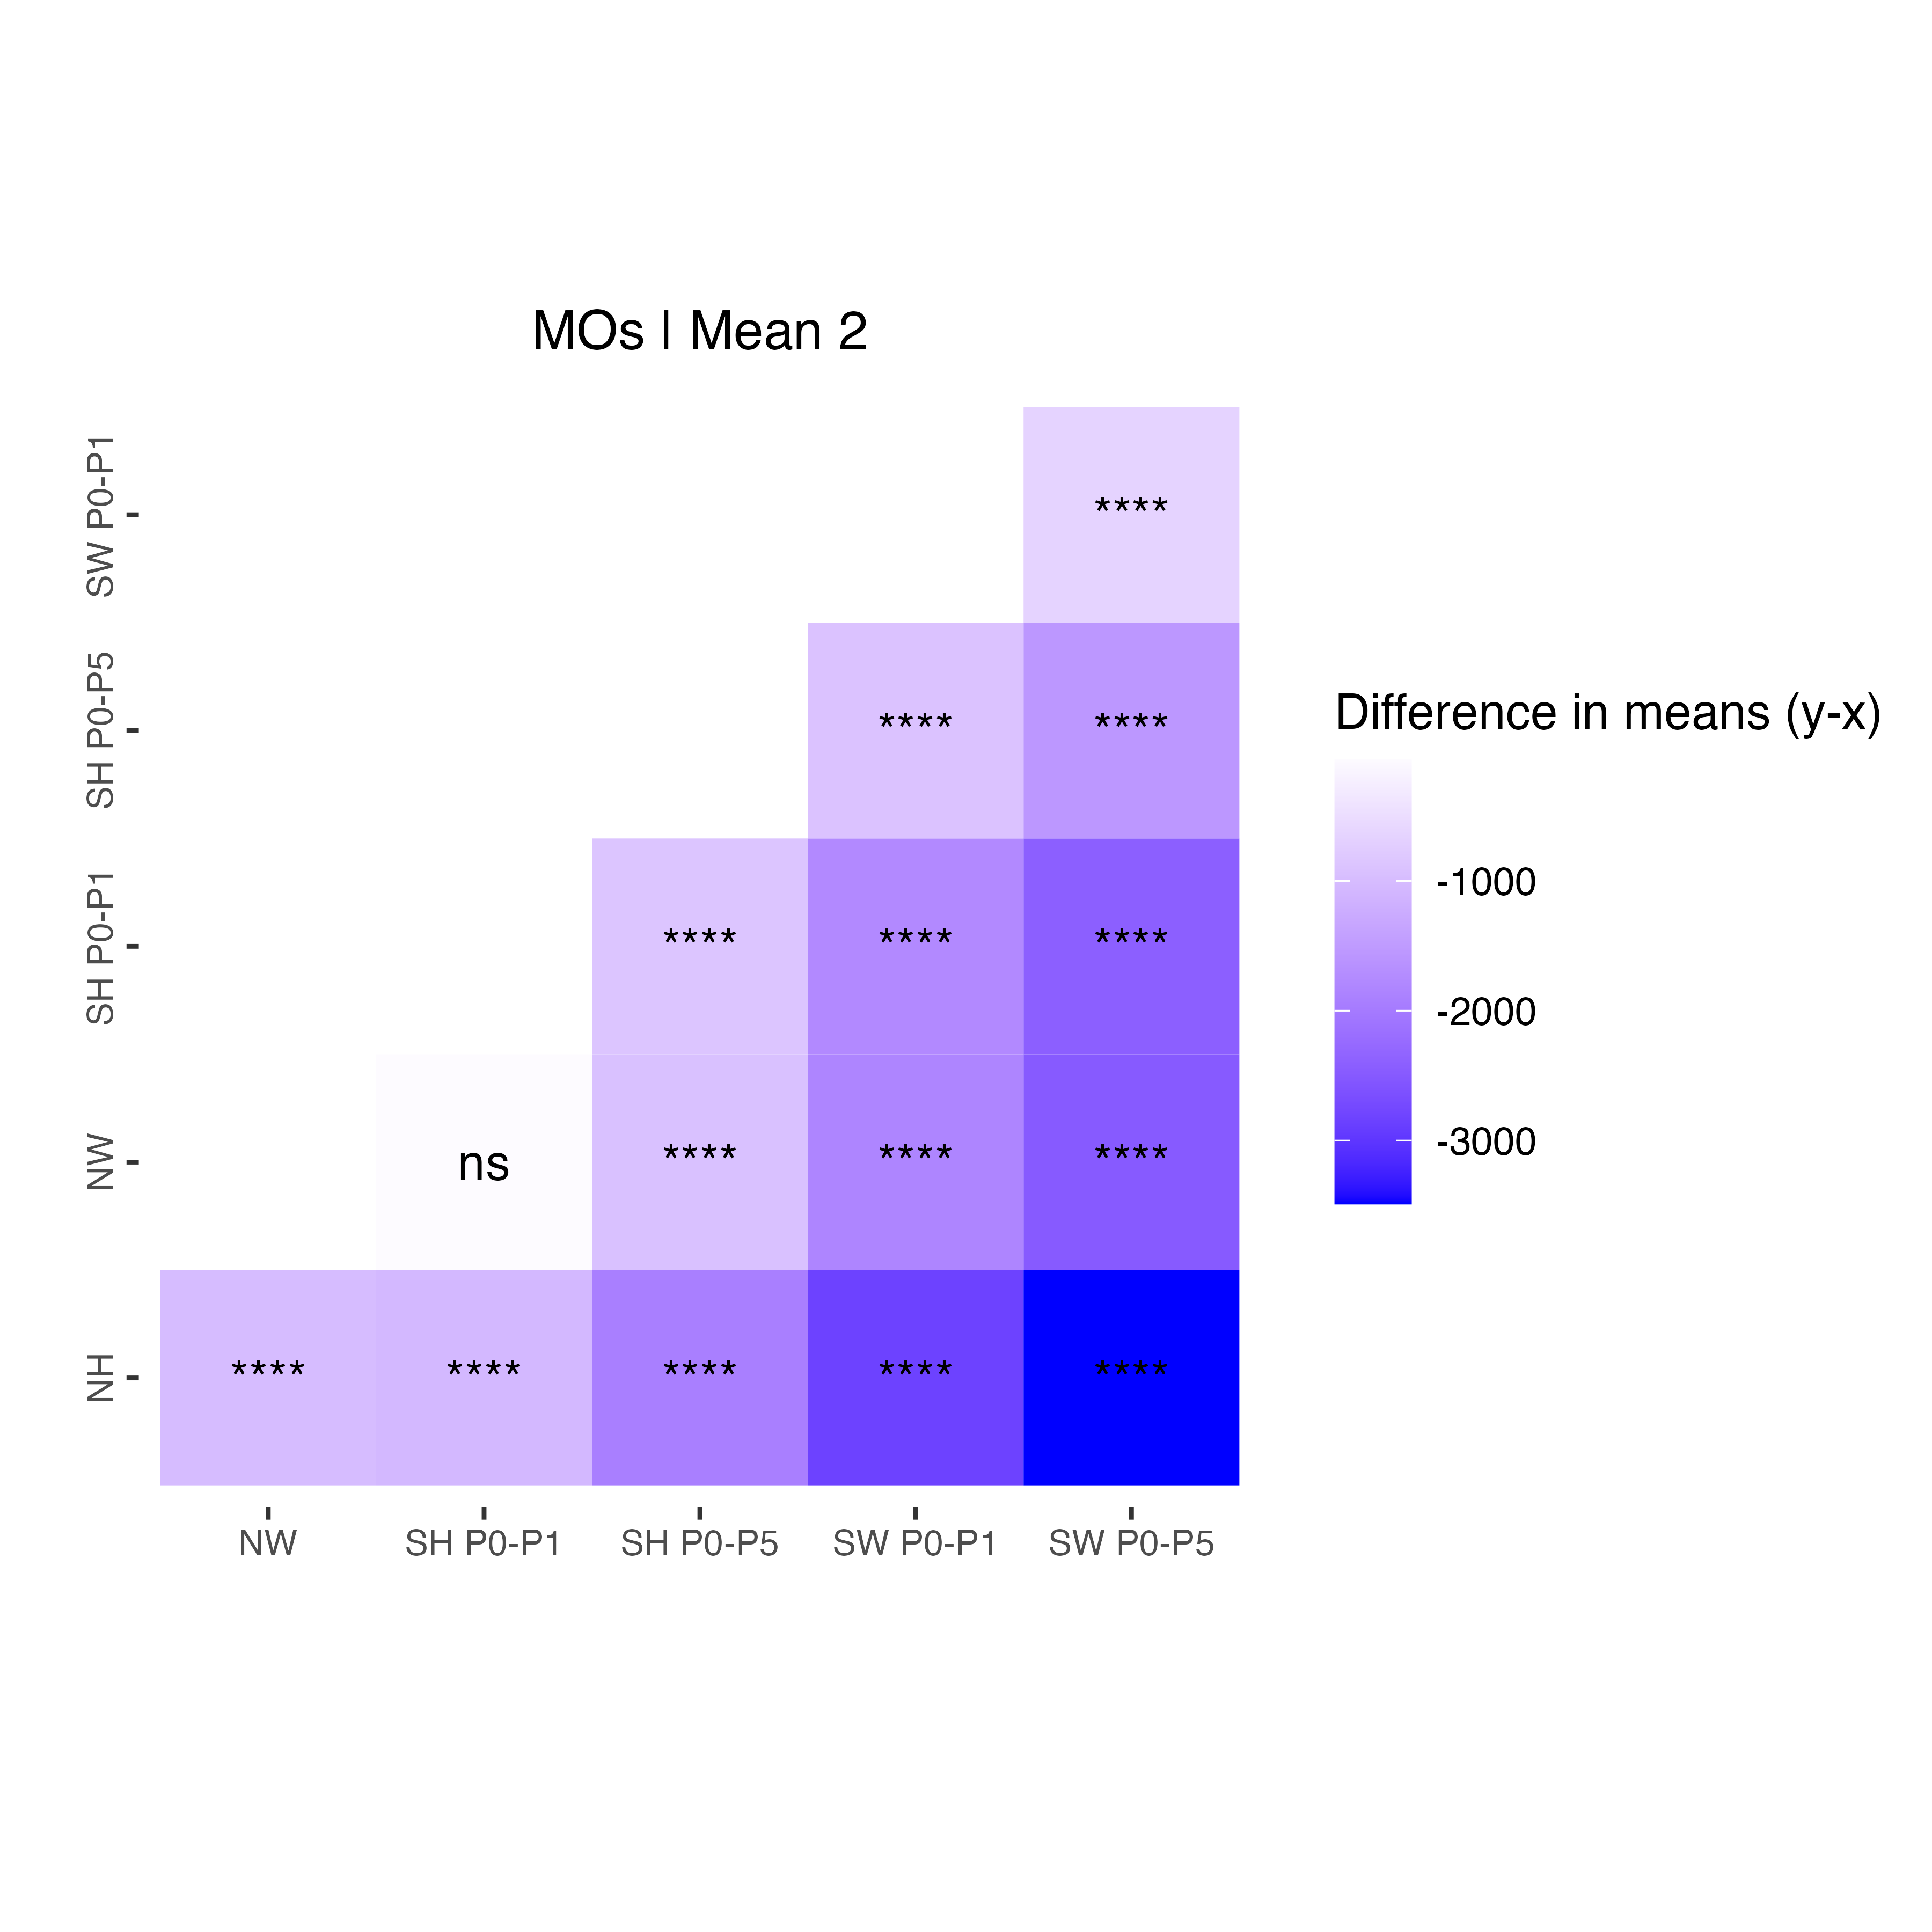 MOs | Mean 2
SW P0-P1
****
SH P0-P5
****
****
SH P0-P1
****
****
****
NW
ns
****
****
****
NH
****
****
****
****
****
NW
SH P0-P1
SH P0-P5
SW P0-P1
SW P0-P5
Difference in means (y-x)
-1000
-2000
-3000